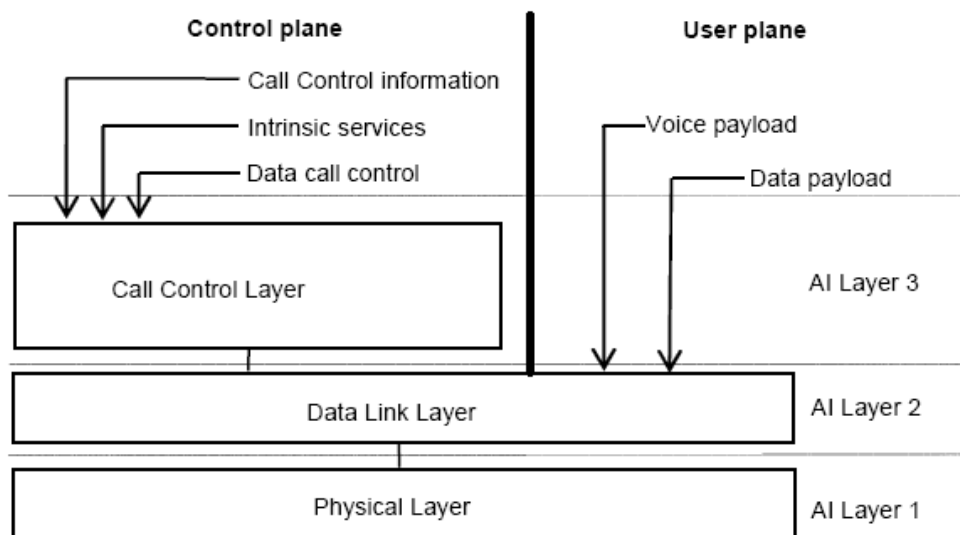 Control plane
User plane
Call Control information
Intrinsic services
Voice payload
Data call control
Data payload
Call Control Layer
AI Layer 3
Data Link Layer
AI Layer 2
Physical Layer
AI Layer 1